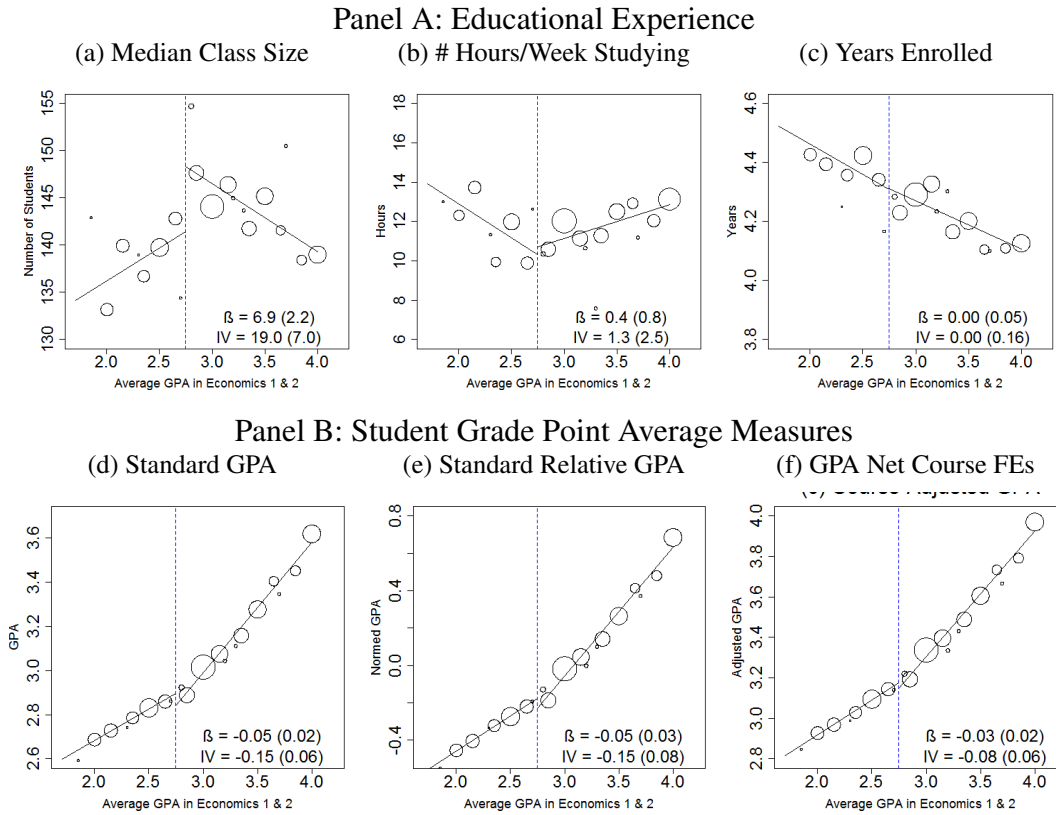 Panel A: Educational Experience
(a) Median Class Size
(b) # Hours/Week Studying
(c) Years Enrolled
Number of Students
130 135 140 145 150 155
2.0 2.5 3.0 3.5 4.0
Average GPA in Economics 1 & 2
ß = 6.9 (2.2)
IV = 19.0 (7.0)
Hours
6 8 10 12 14 16 18
2.0 2.5 3.0 3.5 4.0
Average GPA in Economics 1 & 2
ß = 0.4 (0.8)
IV = 1.3 (2.5)
Years
3.8 4.0 4.2 4.4 4.6
2.0 2.5 3.0 3.5 4.0
Average GPA in Economics 1 & 2
ß = 0.00 (0.05)
IV = 0.00 (0.16)
Panel B: Student Grade Point Average Measures
(d) Standard GPA
(e) Standard Relative GPA
(f) GPA Net Course FEs
GPA
2.6 2.8 3.0 3.2 3.4 3.6
2.0 2.5 3.0 3.5 4.0
Average GPA in Economics 1 & 2
ß = -0.05 (0.02)
IV = -0.15 (0.06)
Normed GPA
-0.4 0.0 0.4 0.8
2.0 2.5 3.0 3.5 4.0
Average GPA in Economics 1 & 2
ß = -0.05 (0.03)
IV = -0.15 (0.08)
Adjusted GPA
2.8 3.0 3.2 3.4 3.6 3.8 4.0
2.0 2.5 3.0 3.5 4.0
Average GPA in Economics 1 & 2
ß = -0.03 (0.02)
IV = -0.08 (0.06)